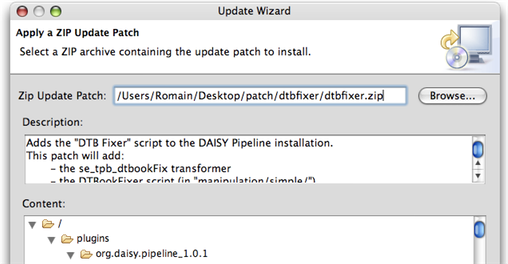 Update Wizard
Apply a ZIP Update Patch
Select a ZIP archive containing the update patch to install.
Zip Update Patch: /Users/Romain/Desktop/patch/dtbfixer/dtbfixer.zip Browse...
Description:
Adds the "DTB Fixer" script to the DAISY Pipeline installation.
This patch will add:
- the se_tpb_dtbookFix transformer
- the DTBookFixer script (in "manipulation/simple/")
Content:
/
plugins
org.daisy.pipeline_1.0.1